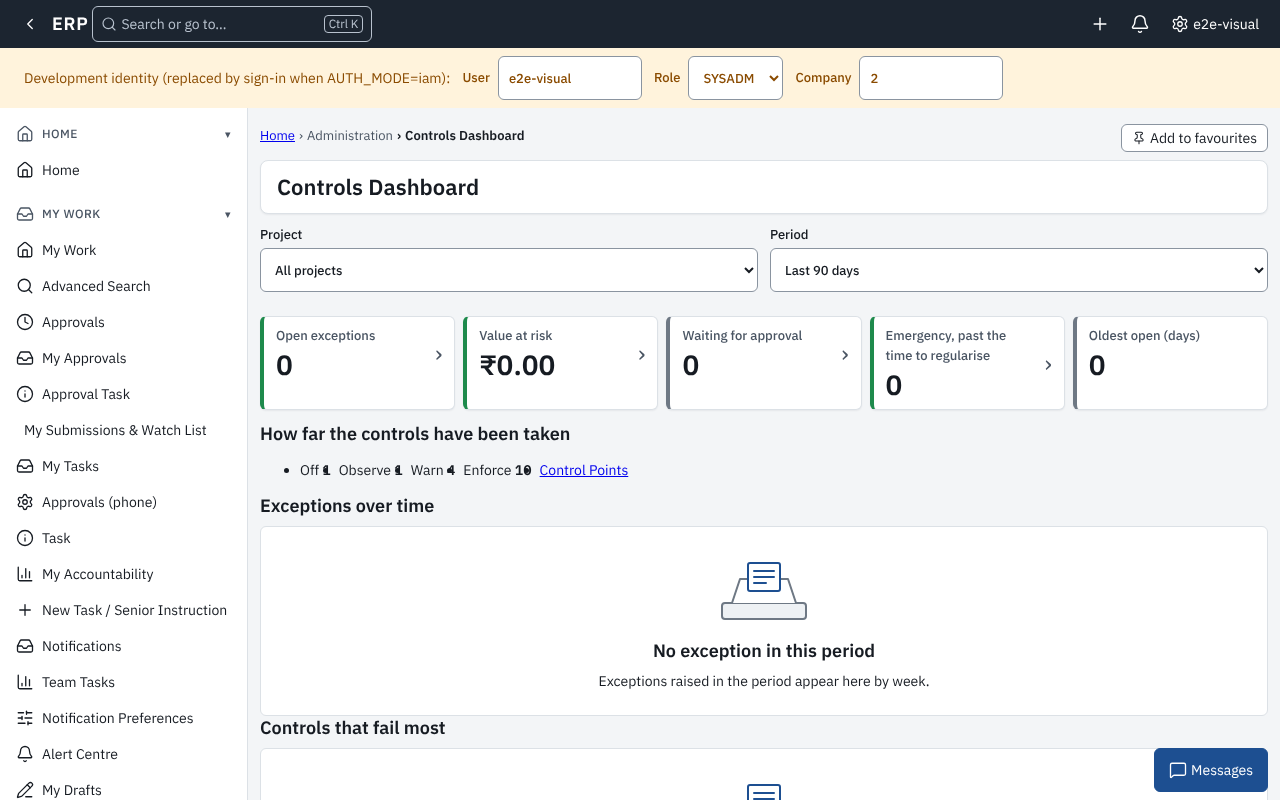 ERP
Search or go to...
Ctrl K
e2e-visual
Development identity (replaced by sign-in when AUTH_MODE=iam):
User
e2e-visual
Role
SYSADM
Company
2
HOME
Home
MY WORK
My Work
Advanced Search
Approvals
My Approvals
Approval Task
My Submissions & Watch List
My Tasks
Approvals (phone)
Task
My Accountability
New Task / Senior Instruction
Notifications
Team Tasks
Notification Preferences
Alert Centre
My Drafts
Home › Administration › Controls Dashboard
Add to favourites
Controls Dashboard
Project
All projects
Period
Last 90 days
Open exceptions
0
Value at risk
₹0.00
Waiting for approval
0
Emergency, past the
time to regularise
0
Oldest open (days)
0
How far the controls have been taken
Off Observe Warn 4 Enforce Control Points
Exceptions over time
No exception in this period
Exceptions raised in the period appear here by week.
Controls that fail most
Messages